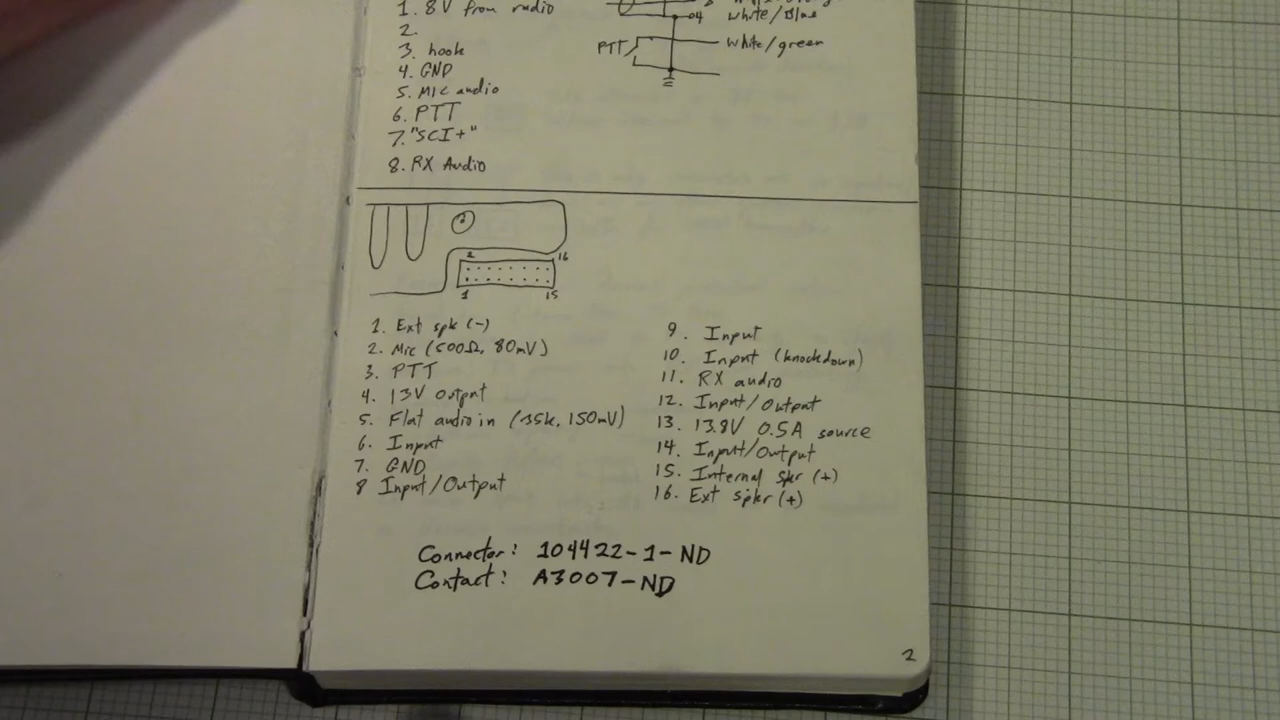 1. 8V from radio
2.
3. hook
4. GND
5. MIC audio
6. PTT
7. "SCI+"
8. RX Audio
04 white/Blue
PTT white/green
2 16
1 15
1. Ext spk (-)
2. Mic (500Ω, 80mV)
3. PTT
4. 13V output
5. Flat audio in (35k, 150mV)
6. Input
7. GND
8 Input/Output
9. Input
10. Input (knockdown)
11. RX audio
12. Input/Output
13. 13.8V 0.5A source
14. Input/Output
15. Internal spkr (+)
16. Ext spkr (+)
Connector: 104422-1-ND
Contact: A3007-ND
2